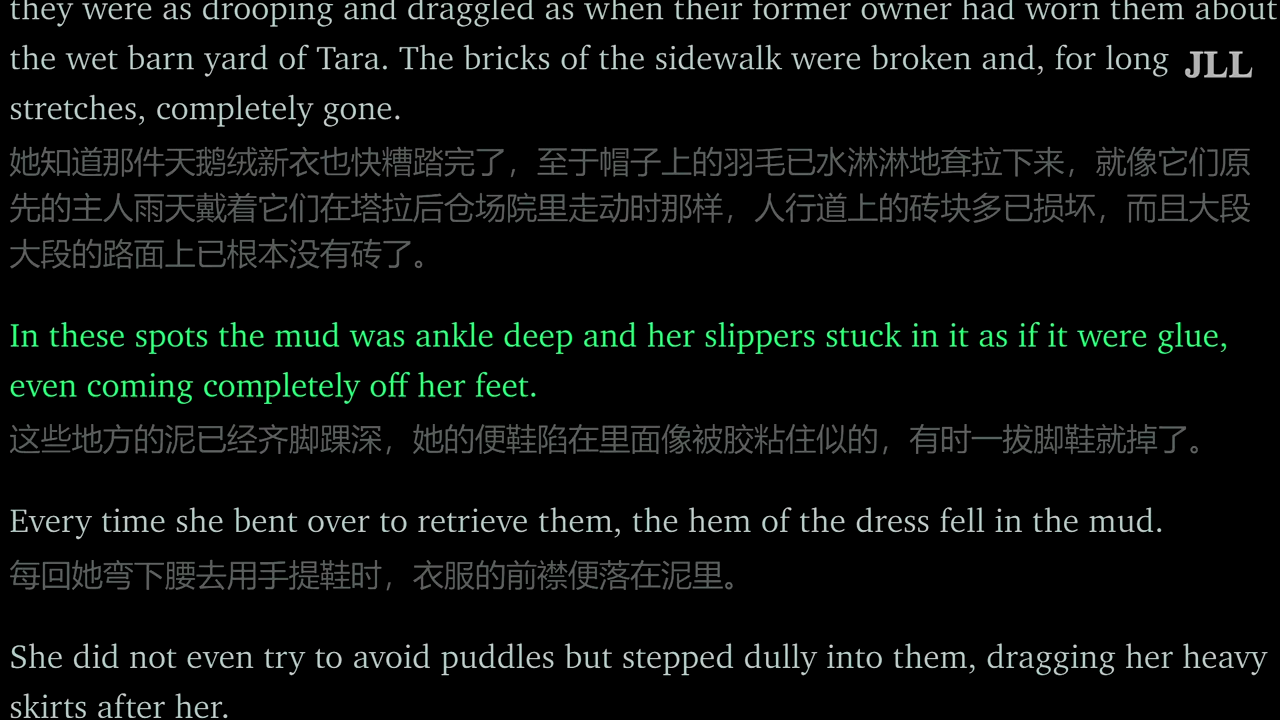 they were as drooping and draggled as when their former owner had worn them about
the wet barn yard of Tara. The bricks of the sidewalk were broken and, for long
JLL
stretches, completely gone.
她知道那件天鹅绒新衣也快糟踏完了，至于帽子上的羽毛已水淋淋地耷拉下来，就像它们原
先的主人雨天戴着它们在塔拉后仓场院里走动时那样，人行道上的砖块多已损坏，而且大段
大段的路面上已根本没有砖了。
In these spots the mud was ankle deep and her slippers stuck in it as if it were glue,
even coming completely off her feet.
这些地方的泥已经齐脚踝深，她的便鞋陷在里面像被胶粘住似的，有时一拔脚鞋就掉了。
Every time she bent over to retrieve them, the hem of the dress fell in the mud.
每回她弯下腰去用手提鞋时，衣服的前襟便落在泥里。
She did not even try to avoid puddles but stepped dully into them, dragging her heavy
skirts after her.